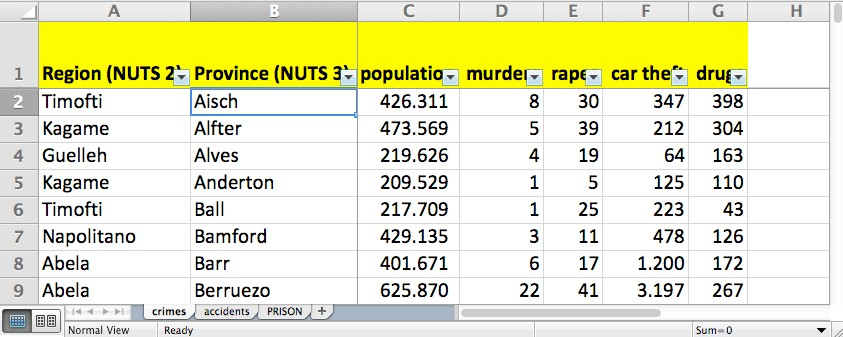 A B C D E F G H
1 Region (NUTS 2) Province (NUTS 3) populatio murder rape car thef drug
2 Timofti Aisch 426.311 8 30 347 398
3 Kagame Alfter 473.569 5 39 212 304
4 Guelleh Alves 219.626 4 19 64 163
5 Kagame Anderton 209.529 1 5 125 110
6 Timofti Ball 217.709 1 25 223 43
7 Napolitano Bamford 429.135 3 11 478 126
8 Abela Barr 401.671 6 17 1.200 172
9 Abela Berruezo 625.870 22 41 3.197 267
crimes accidents PRISON +
Normal View Ready Sum=0